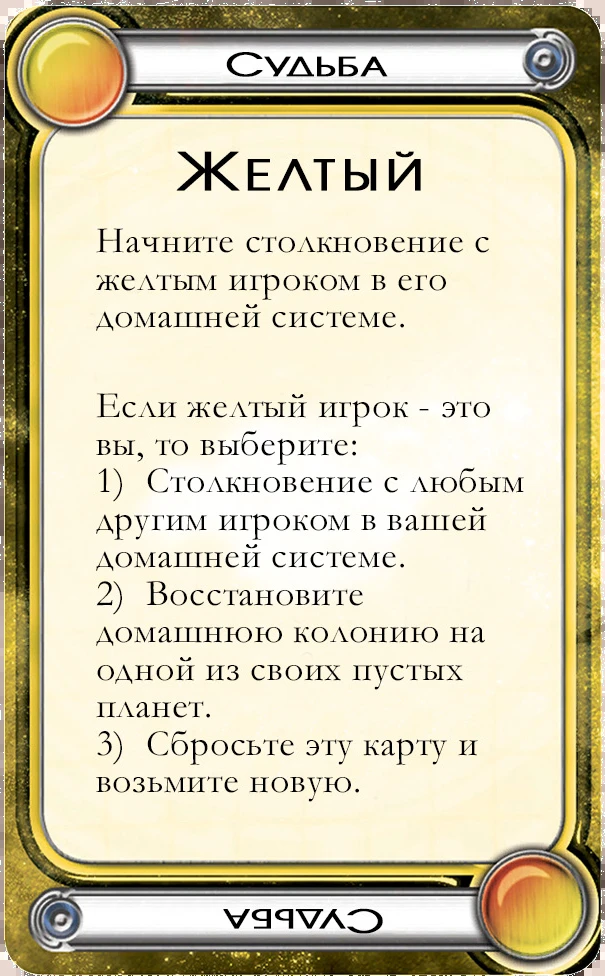 Судьба
Желтый
Начните столкновение с
желтым игроком в его
домашней системе.
Если желтый игрок - это
вы, то выберите:
1) Столкновение с любым
другим игроком в вашей
домашней системе.
2) Восстановите
домашнюю колонию на
одной из своих пустых
планет.
3) Сбросьте эту карту и
возьмите новую.
Судьба